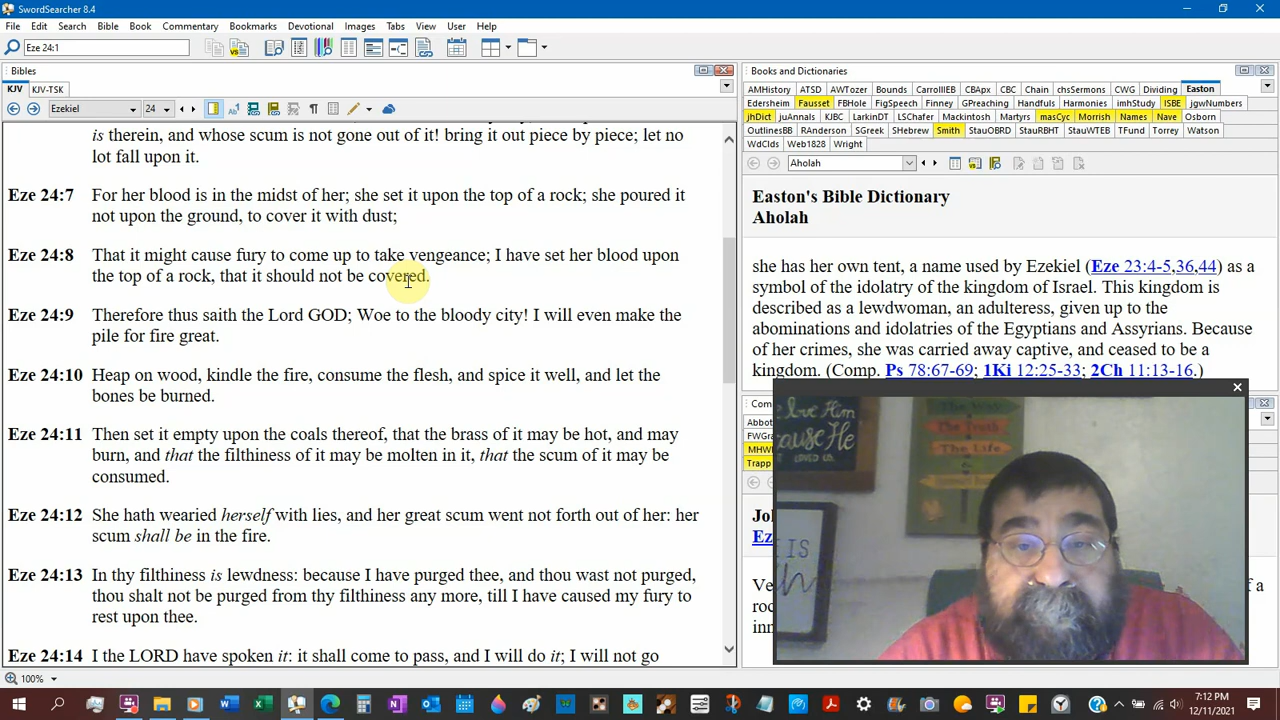 SwordSearcher 8.4
File Edit Search Bible Book Commentary Bookmarks Devotional Images Tabs View User Help
Eze 24:1
Bibles
KJV KJV-TSK
Ezekiel 24
is therein, and whose scum is not gone out of it! bring it out piece by piece; let no
lot fall upon it.
Eze 24:7 For her blood is in the midst of her; she set it upon the top of a rock; she poured it
not upon the ground, to cover it with dust;
Eze 24:8 That it might cause fury to come up to take vengeance; I have set her blood upon
the top of a rock, that it should not be covered.
Eze 24:9 Therefore thus saith the Lord GOD; Woe to the bloody city! I will even make the
pile for fire great.
Eze 24:10 Heap on wood, kindle the fire, consume the flesh, and spice it well, and let the
bones be burned.
Eze 24:11 Then set it empty upon the coals thereof, that the brass of it may be hot, and may
burn, and that the filthiness of it may be molten in it, that the scum of it may be
consumed.
Eze 24:12 She hath wearied herself with lies, and her great scum went not forth out of her: her
scum shall be in the fire.
Eze 24:13 In thy filthiness is lewdness: because I have purged thee, and thou wast not purged,
thou shalt not be purged from thy filthiness any more, till I have caused my fury to
rest upon thee.
Eze 24:14 I the LORD have spoken it: it shall come to pass, and I will do it; I will not go
100%
Books and Dictionaries
AMHistory ATSD AWTozer Bounds CarrollIEB CBApx CBC Chain chsSermons CWG Dividing Easton
Edersheim Fausset FBHole FigSpeech Finney GPreaching Handfuls Harmonies imhStudy ISBE jgwNumbers
jhDict juAnnals KJBC LarkinDT LSChafer Mackintosh Martyrs masCyc Morrish Names Nave Osborn
OutlinesBB RAnderson SGreek SHebrew Smith StauOBRD StauRBHT StauWTEB TFund Torrey Watson
WdClds Web1828 Wright
Aholah
Easton's Bible Dictionary
Aholah
she has her own tent, a name used by Ezekiel (Eze 23:4-5,36,44) as a
symbol of the idolatry of the kingdom of Israel. This kingdom is
described as a lewdwoman, an adulteress, given up to the
abominations and idolatries of the Egyptians and Assyrians. Because
of her crimes, she was carried away captive, and ceased to be a
kingdom. (Comp. Ps 78:67-69; 1Ki 12:25-33; 2Ch 11:13-16.)
Com
Abbot
FWGra
MHW
Trapp
Love Him
cause He
The Truth
The Life
IS
7:12 PM
12/11/2021